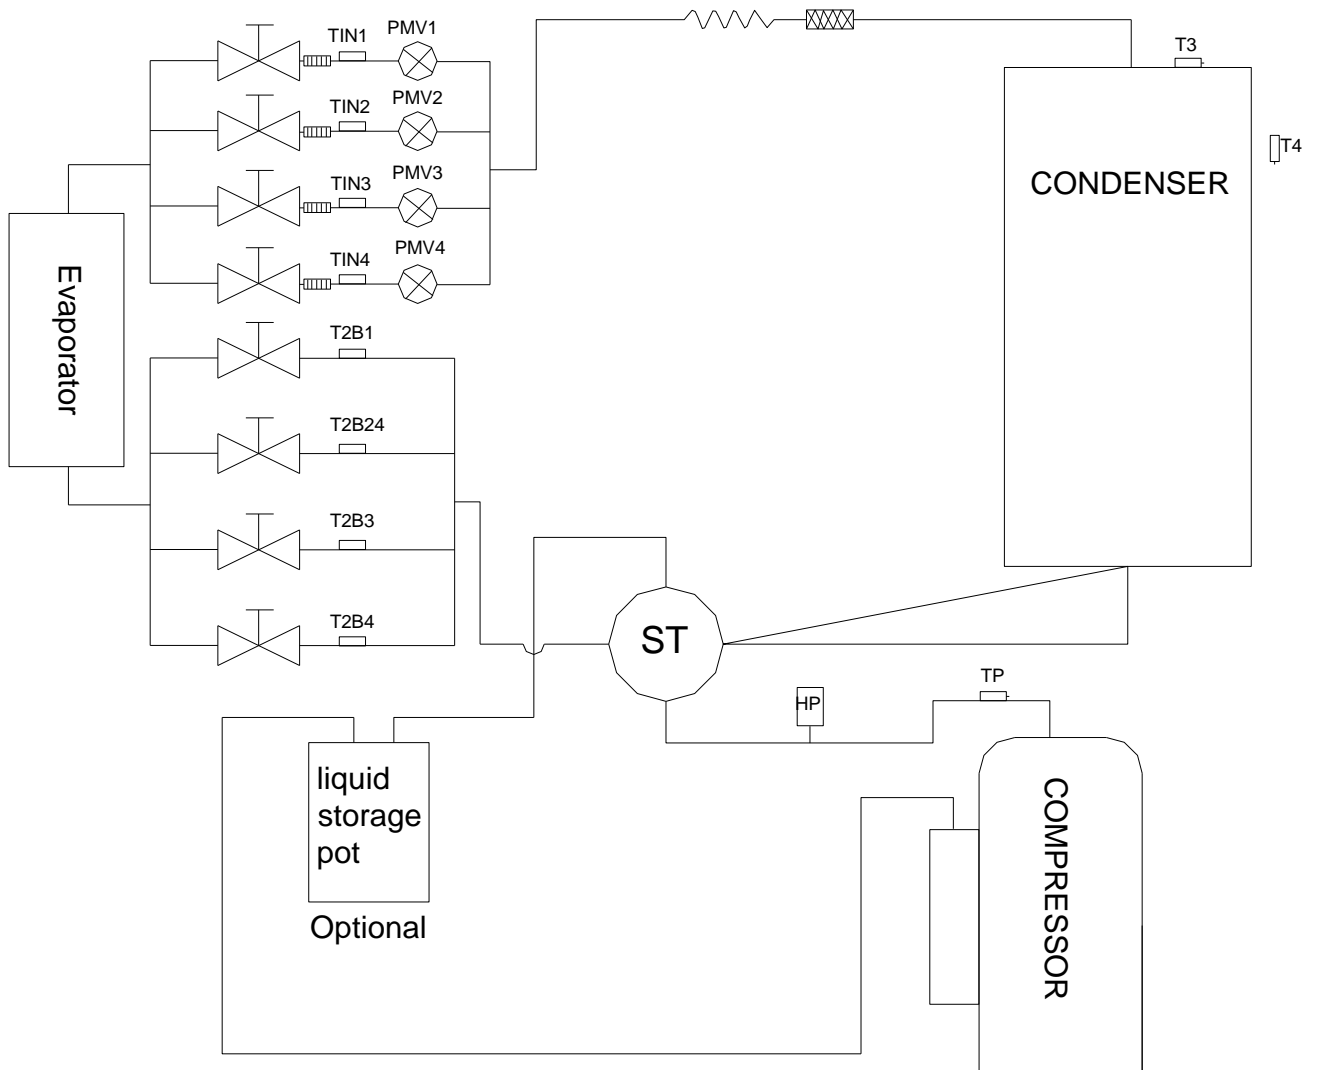 TIN1
PMV1
T3
TIN2
PMV2
T4
TIN3
PMV3
CONDENSER
TIN4
PMV4
Evaporator
T2B1
T2B24
T2B3
T2B4
ST
TP
HP
liquid
storage
pot
COMPRESSOR
Optional